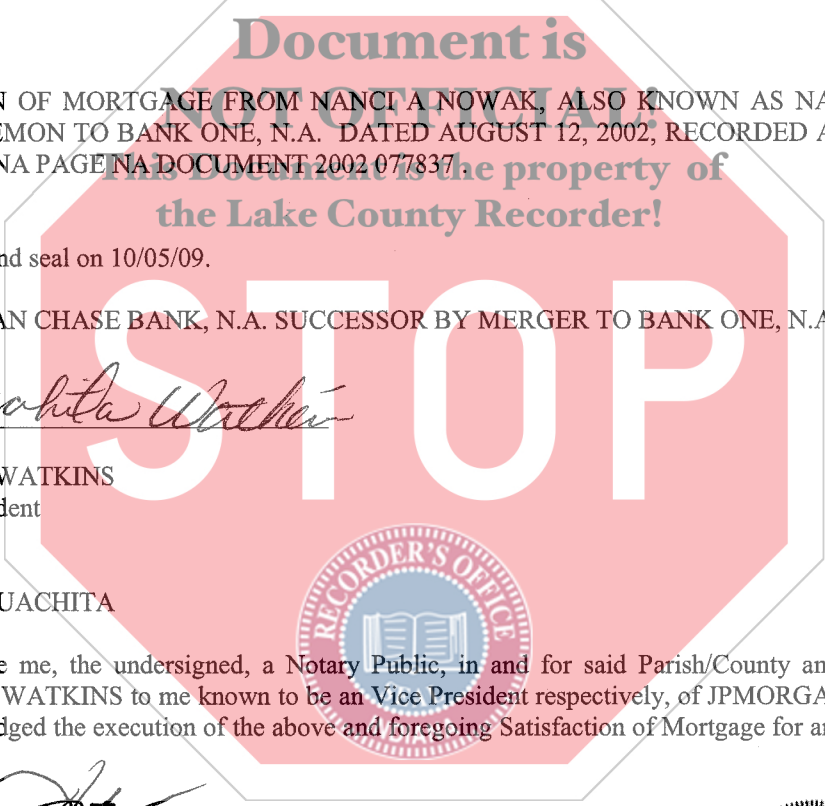 Document is
NOT OFFICIAL!
N OF MORTGAGE FROM NANCI A NOWAK, ALSO KNOWN AS NA
EMON TO BANK ONE, N.A. DATED AUGUST 12, 2002, RECORDED A
NA PAGE NA DOCUMENT 2002 077837 .
This Document is the property of
the Lake County Recorder!
nd seal on 10/05/09.
AN CHASE BANK, N.A. SUCCESSOR BY MERGER TO BANK ONE, N.A
STOP
Watkins
WATKINS
dent
RECORDER'S OFFICE
UACHITA
e me, the undersigned, a Notary Public, in and for said Parish/County an
WATKINS to me known to be an Vice President respectively, of JPMORGA
dged the execution of the above and foregoing Satisfaction of Mortgage for an
INDIANA